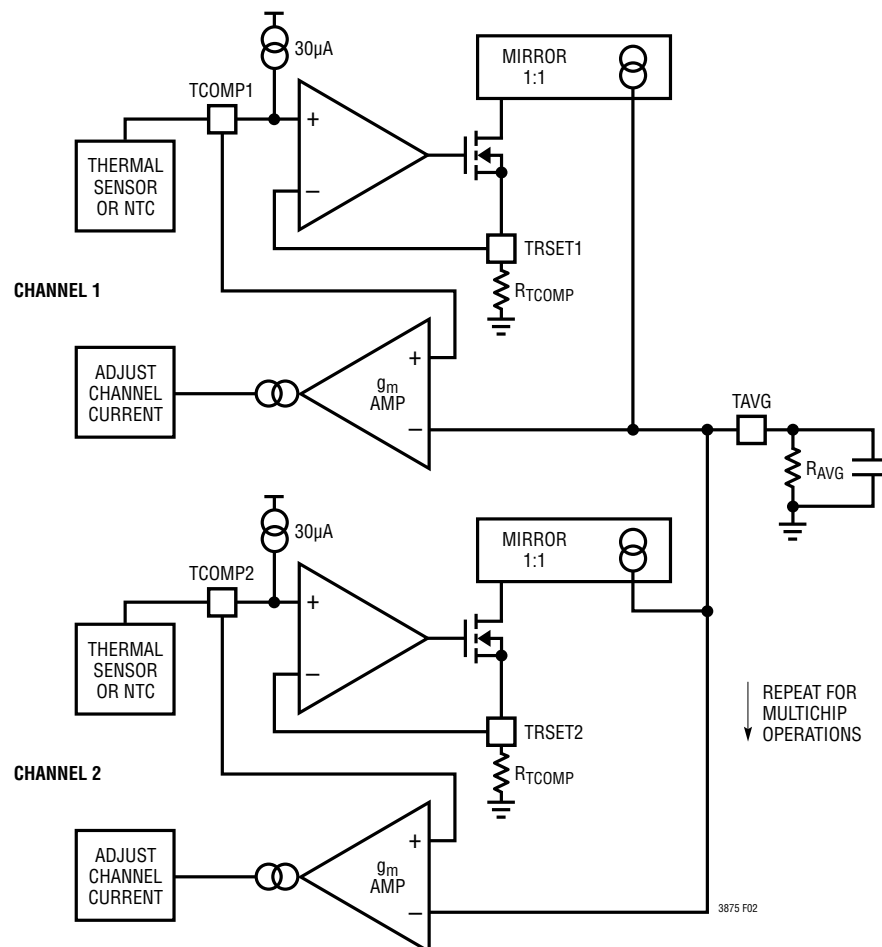 30µA
MIRROR
1:1
TCOMP1
+
–
THERMAL
SENSOR
OR NTC
TRSET1
RTCOMP
CHANNEL 1
ADJUST
CHANNEL
CURRENT
+
gm
AMP
–
TAVG
RAVG
30µA
MIRROR
1:1
TCOMP2
+
–
THERMAL
SENSOR
OR NTC
TRSET2
RTCOMP
REPEAT FOR
MULTICHIP
OPERATIONS
CHANNEL 2
ADJUST
CHANNEL
CURRENT
+
gm
AMP
–
3875 F02